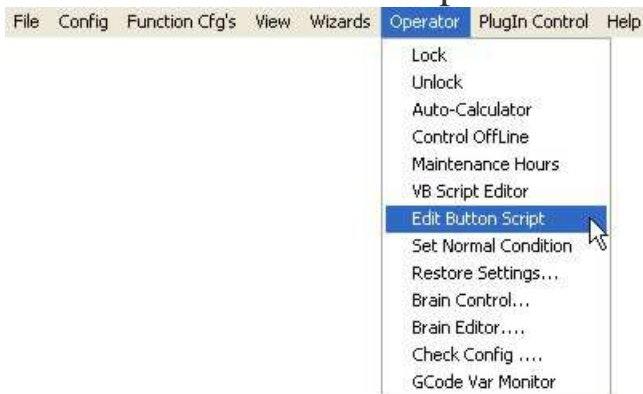 File Config Function Cfg's View Wizards Operator PlugIn Control Help
Lock
Unlock
Auto-Calculator
Control OffLine
Maintenance Hours
VB Script Editor
Edit Button Script
Set Normal Condition
Restore Settings...
Brain Control...
Brain Editor....
Check Config ....
GCode Var Monitor